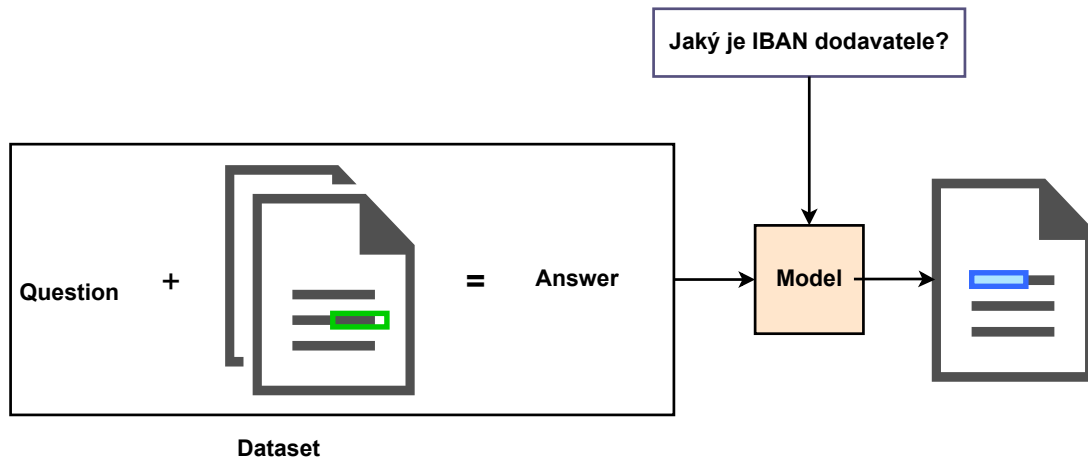 Jaký je IBAN dodavatele?
Question + = Answer
Model
Dataset